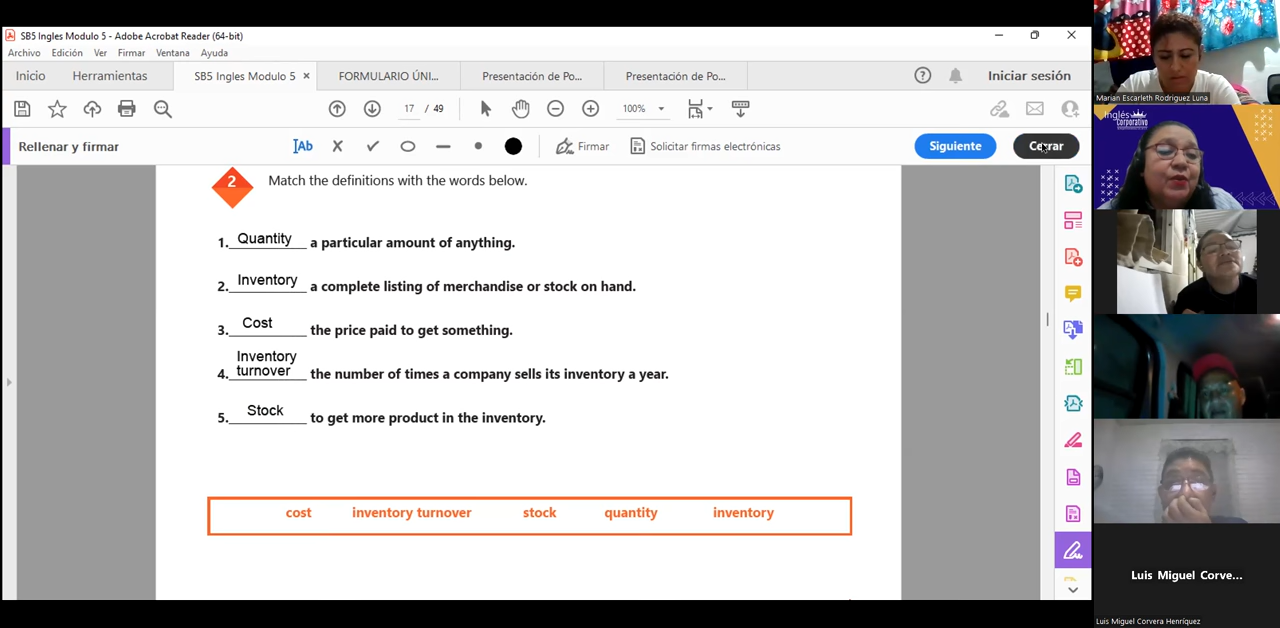 SB5 Ingles Modulo 5 - Adobe Acrobat Reader (64-bit)
Archivo Edición Ver Firmar Ventana Ayuda
Inicio Herramientas SB5 Ingles Modulo 5 × FORMULARIO ÚNI... Presentación de Po... Presentación de Po... Iniciar sesión
17 / 49 100%
Rellenar y firmar Ab Firmar Solicitar firmas electrónicas Siguiente Cerrar
2 Match the definitions with the words below.
1. Quantity a particular amount of anything.
2. Inventory a complete listing of merchandise or stock on hand.
3. Cost the price paid to get something.
Inventory
4. turnover the number of times a company sells its inventory a year.
5. Stock to get more product in the inventory.
cost inventory turnover stock quantity inventory
Marian Escarleth Rodriguez Luna
Inglés
Corporativo
Luis Miguel Corve...
Luis Miguel Corvera Henríquez